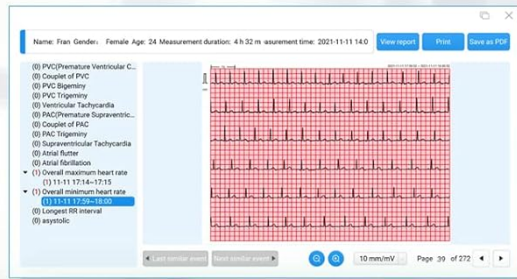 Name: Fran Gender: Female Age: 24 Measurement duration: 4 h 32 m asurement time: 2021-11-11 14:0
View report
Print
Save as PDF
(0) PVC(Premature Ventricular C...
(0) Couplet of PVC
(0) PVC Bigeminy
(0) PVC Trigeminy
(0) Ventricular Tachycardia
(0) PAC(Premature Supraventric...
(0) Couplet of PAC
(0) PAC Trigeminy
(0) Supraventricular Tachycardia
(0) Atrial flutter
(0) Atrial fibrillation
(1) Overall maximum heart rate
(1) 11-11 17:14~17:15
(1) Overall minimum heart rate
(1) 11-11 17:59~18:00
(0) Longest RR interval
(0) asystolic
Next similar event
10 mm/mV
Page 39 of 272